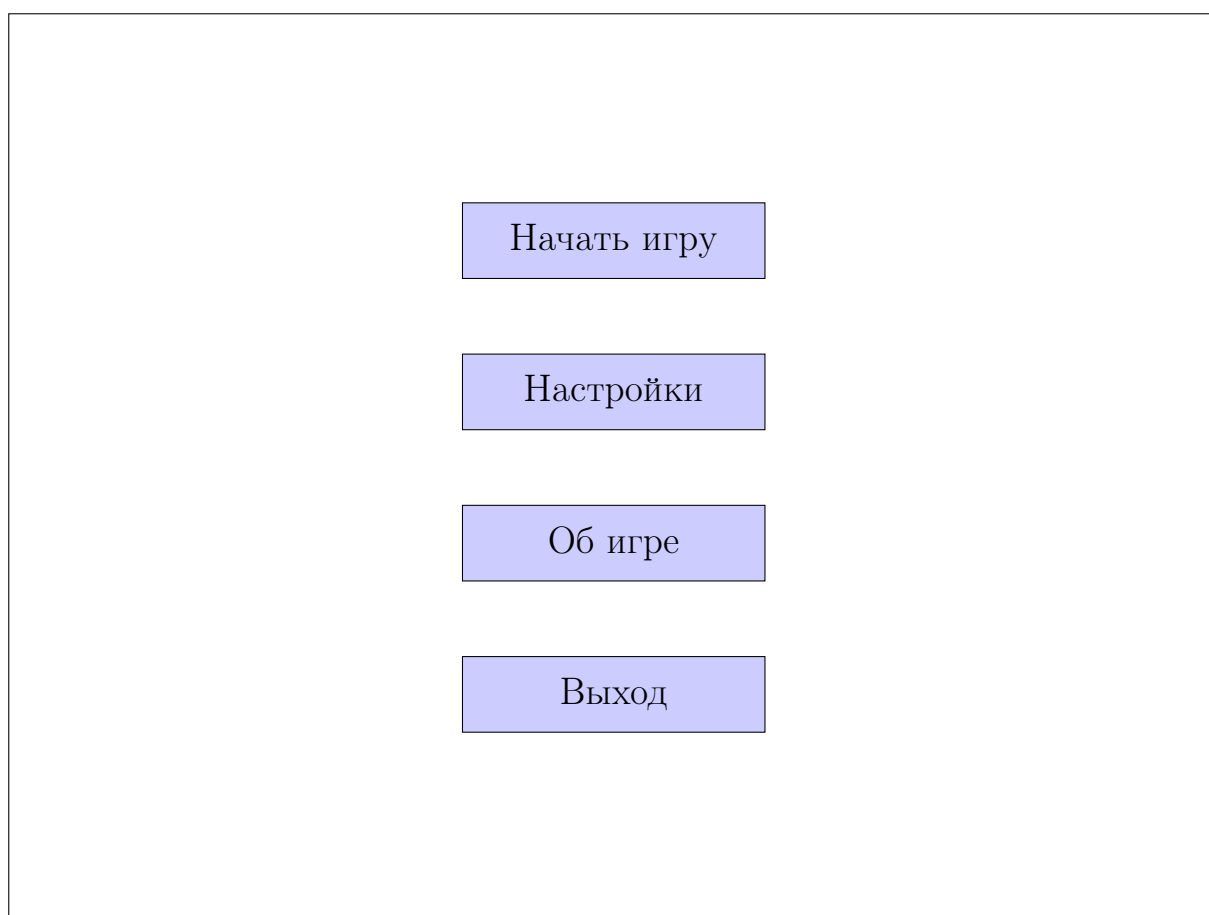 Начать игру
Настройки
Об игре
Выход